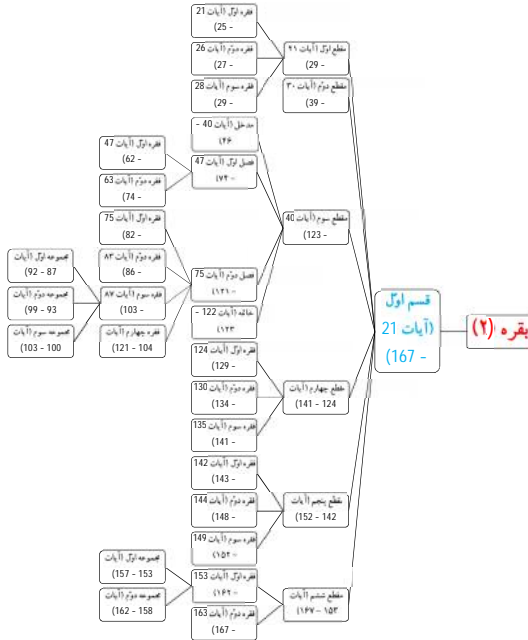 بقره (۲)
قسم اوّل
(آیات 21
– 167)
مقطع اوّل (آیات ۲۱
– 29)
فقره اوّل (آیات 21
– 25)
فقره دوّم (آیات 26
– 27)
فقره سوم (آیات 28
– 29)
مقطع دوّم (آیات ۳۰
– 39)
مقطع سوم (آیات 40
– 123)
مدخل (آیات 40 –
۴۶)
فصل اوّل (آیات 47
– ۷۴)
فقره اوّل (آیات 47
– 62)
فقره دوّم (آیات 63
– 74)
فصل دوّم (آیات 75
– ۱۲۱)
فقره اوّل (آیات 75
– 82)
فقره دوّم (آیات ۸۳
– 86)
فقره سوم (آیات ۸۷
– 103)
مجموعه اوّل (آیات
87 – 92)
مجموعه دوّم (آیات
93 – 99)
مجموعه سوم (آیات
100 – 103)
فقره چهارم (آیات
104 – 121)
خاتمه (آیات 122 –
۱۲۳)
مقطع چهارم (آیات
124 – 141)
فقره اوّل (آیات 124
– 129)
فقره دوّم (آیات 130
– 134)
فقره سوم (آیات 135
– 141)
مقطع پنجم (آیات
142 – 152)
فقره اوّل (آیات 142
– 143)
فقره دوّم (آیات 144
– 148)
فقره سوم (آیات 149
– ۱۵۲)
مقطع ششم (آیات
۱۵۳ – ۱۶۷)
فقره اوّل (آیات 153
– ۱۶۲)
مجموعه اوّل (آیات
153 – 157)
مجموعه دوّم (آیات
158 – 162)
فقره دوّم (آیات 163
– 167)